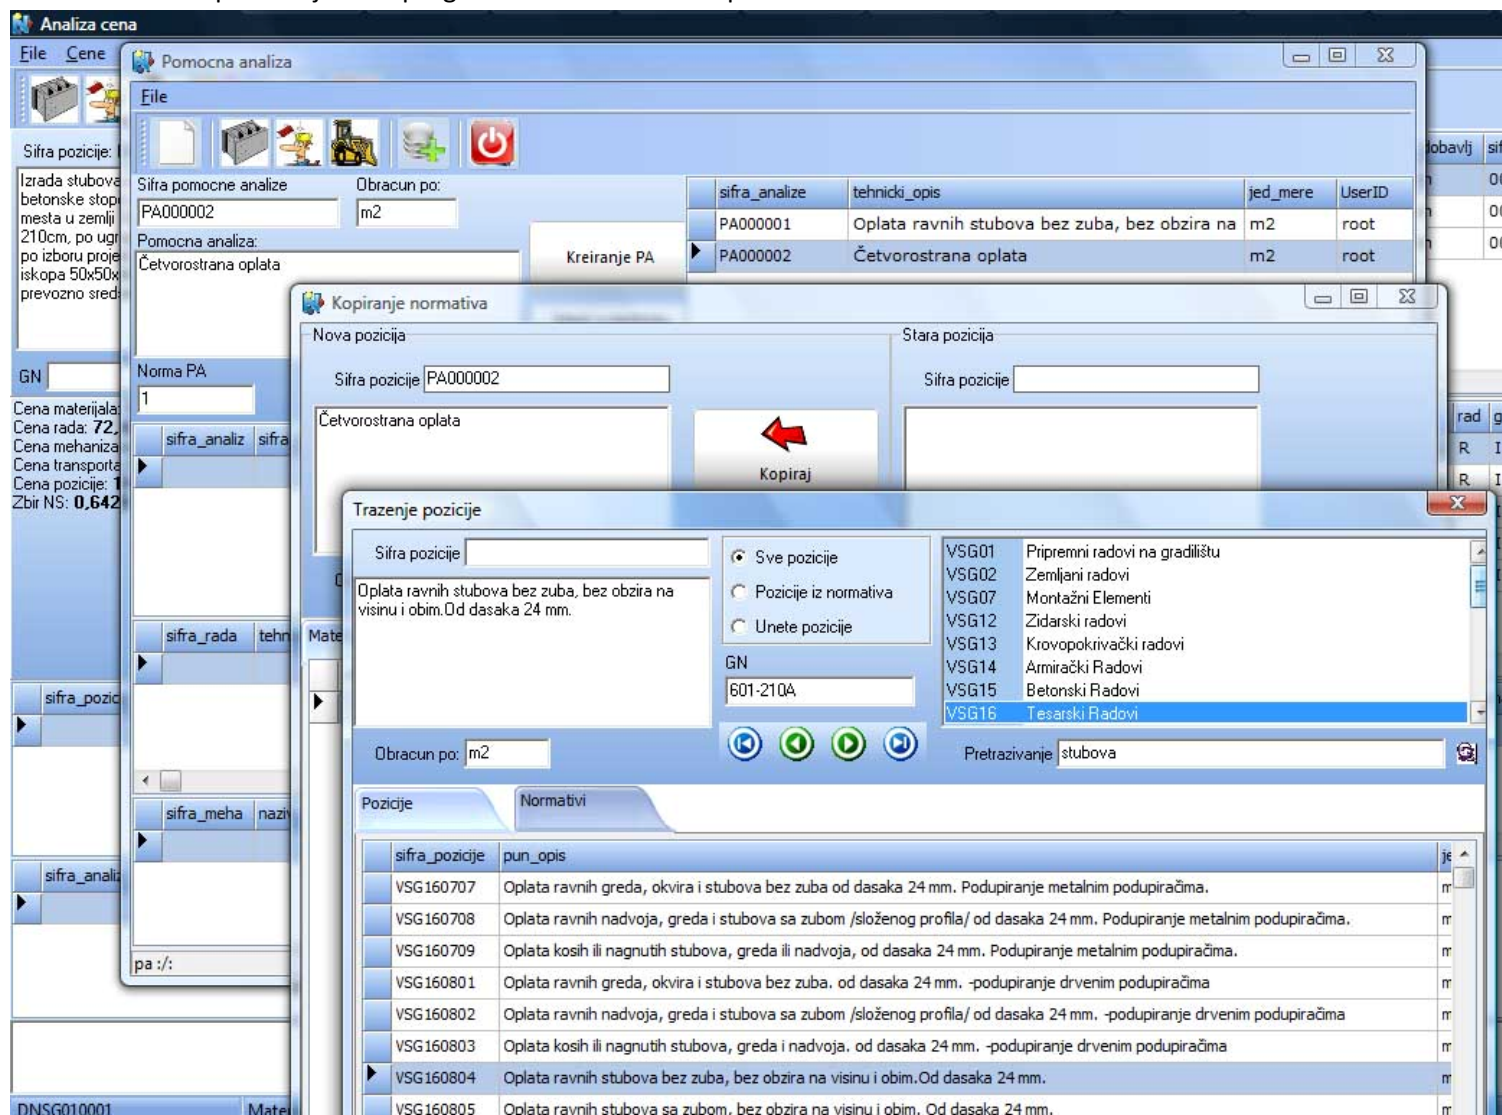 Analiza cena
File Cene
Sifra pozicije:
Izrada stubova
mesta u zemlji
210cm, po
po izboru
iskopa 50x50x
prevozno
GN
Cena materijala:
Cena rada: 72,
Cena
Cena
Cena pozicije: 1
Zbir NS: 0,642
sifra_pozic
sifra_analiz
DNSG010001
rad
R
R
Pomocna analiza
File
Sifra pomocne analize Obracun po:
PA000002 m2
Pomocna analiza:
Četvorostrana oplata
Kreiranje PA
sifra_analize tehnicki_opis jed_mere UserID
PA000001 Oplata ravnih stubova bez zuba, bez obzira na m2 root
PA000002 Četvorostrana oplata m2 root
Norma PA
1
sifra_analiz sifra
sifra_rada tehn
sifra_meha naziv
pa :/:
Kopiranje normativa
Nova pozicija Stara pozicija
Sifra pozicije PA000002 Sifra pozicije
Četvorostrana oplata
Kopiraj
Mate
Trazenje pozicije
Sifra pozicije
Oplata ravnih stubova bez zuba, bez obzira na
visinu i obim.Od dasaka 24 mm.
Obracun po: m2
Sve pozicije
Pozicije iz normativa
Unete pozicije
GN
601-210A
VSG01 Pripremni radovi na gradilištu
VSG02 Zemljani radovi
VSG07 Montažni Elementi
VSG12 Zidarski radovi
VSG13 Krovopokrivački radovi
VSG14 Armirački Radovi
VSG15 Betonski Radovi
VSG16 Tesarski Radovi
Pretrazivanje stubova
Pozicije Normativi
sifra_pozicije pun_opis je
VSG160707 Oplata ravnih greda, okvira i stubova bez zuba od dasaka 24 mm. Podupiranje metalnim podupiračima.
VSG160708 Oplata ravnih nadvoja, greda i stubova sa zubom /složenog profila/ od dasaka 24 mm. Podupiranje metalnim podupiračima.
VSG160709 Oplata kosih ili nagnutih stubova, greda ili nadvoja, od dasaka 24 mm. Podupiranje metalnim podupiračima.
VSG160801 Oplata ravnih greda, okvira i stubova bez zuba. od dasaka 24 mm. -podupiranje drvenim podupiračima
VSG160802 Oplata ravnih nadvoja, greda i stubova sa zubom /složenog profila/ od dasaka 24 mm. -podupiranje drvenim podupiračima
VSG160803 Oplata kosih ili nagnutih stubova, greda i nadvoja. od dasaka 24 mm. -podupiranje drvenim podupiračima
VSG160804 Oplata ravnih stubova bez zuba, bez obzira na visinu i obim.Od dasaka 24 mm.
VSG160805 Oplata ravnih stubova sa zubom, bez obzira na visinu i obim. Od dasaka 24 mm.